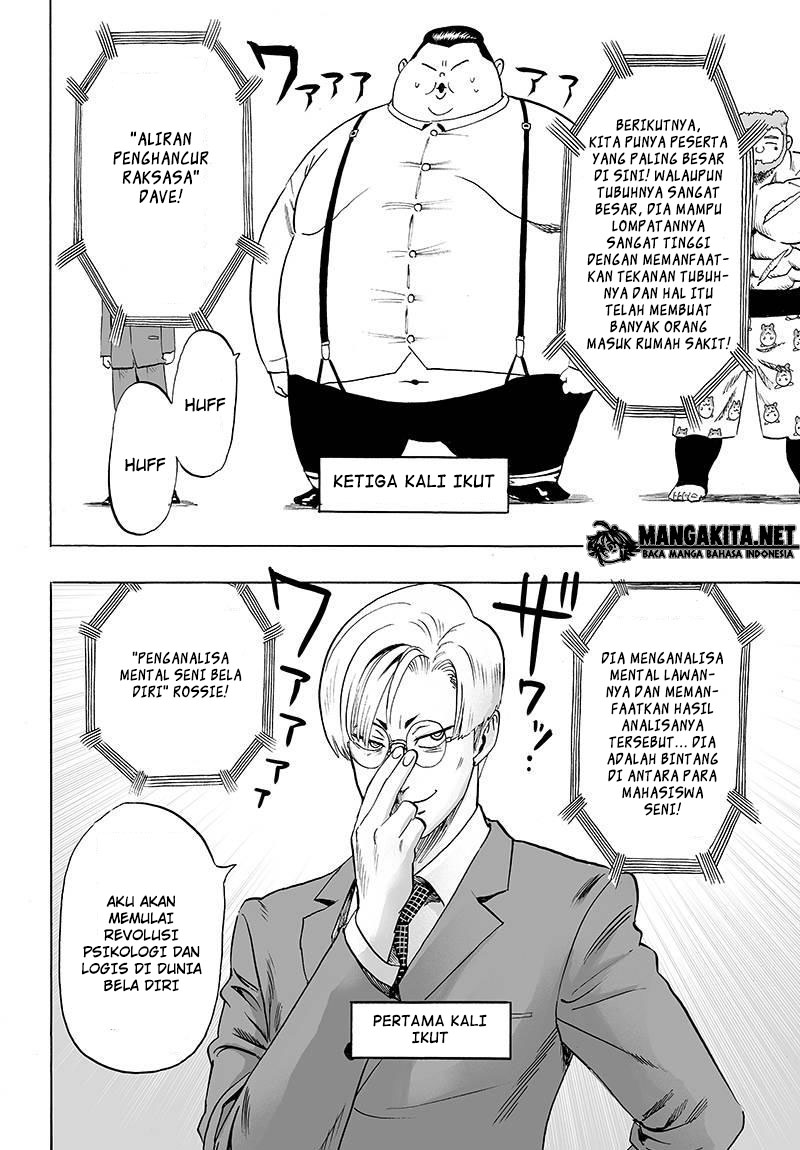 BERIKUTNYA,
KITA PUNYA PESERTA
YANG PALING BESAR
DI SINI! WALAUPUN
TUBUHNYA SANGAT
BESAR, DIA MAMPU
LOMPATANNYA
SANGAT TINGGI
DENGAN MEMANFAAT-
KAN TEKANAN TUBUH-
NYA DAN HAL ITU
TELAH MEMBUAT
BANYAK ORANG
MASUK RUMAH SAKIT!
ワァァァ
ァァァ
"ALIRAN
PENGHANCUR
RAKSASA"
DAVE!
HUFF
HUFF
KETIGA KALI IKUT
MANGAKITA.NET
BACA MANGA BAHASA INDONESIA
DIA MENGANALISA
MENTAL LAWAN-
NYA DAN MEMAN-
FAATKAN HASIL
ANALISANYA
TERSEBUT... DIA
ADALAH BINTANG
DI ANTARA PARA
MAHASISWA
SENI!
ザワッ
ワァァァァ
"PENGANALISA
MENTAL SENI BELA
DIRI" ROSSIE!
AKU AKAN
MEMULAI
REVOLUSI
PSIKOLOGI DAN
LOGIS DI DUNIA
BELA DIRI
PERTAMA KALI
IKUT